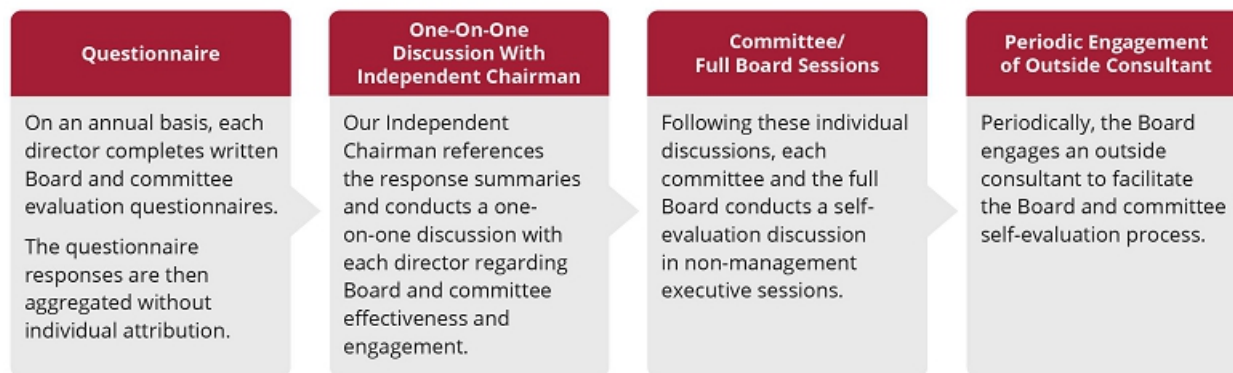 Questionnaire
On an annual basis, each
director completes written
Board and committee
evaluation questionnaires.
The questionnaire
responses are then
aggregated without
individual attribution.
One-On-One
Discussion With
Independent Chairman
Our Independent
Chairman references
the response summaries
and conducts a one-
on-one discussion with
each director regarding
Board and committee
effectiveness and
engagement.
Committee/
Full Board Sessions
Following these individual
discussions, each
committee and the full
Board conducts a self-
evaluation discussion
in non-management
executive sessions.
Periodic Engagement
of Outside Consultant
Periodically, the Board
engages an outside
consultant to facilitate
the Board and committee
self-evaluation process.